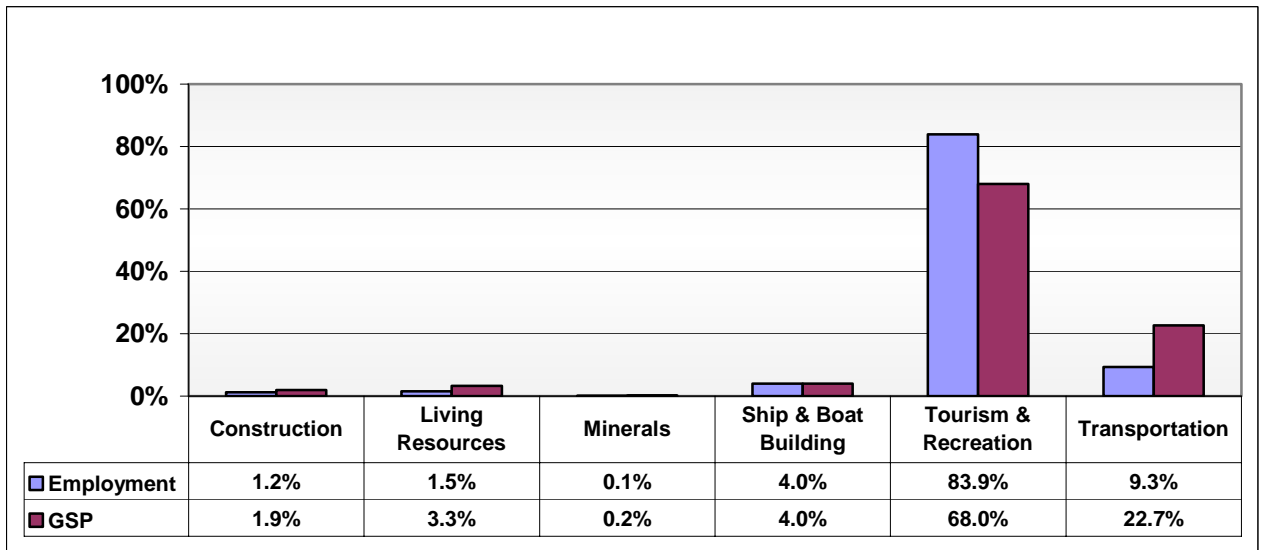 100%
80%
60%
40%
20%
0%
Construction
Living
Resources
Minerals
Ship & Boat
Building
Tourism &
Recreation
Transportation
Employment 1.2% 1.5% 0.1% 4.0% 83.9% 9.3%
GSP 1.9% 3.3% 0.2% 4.0% 68.0% 22.7%